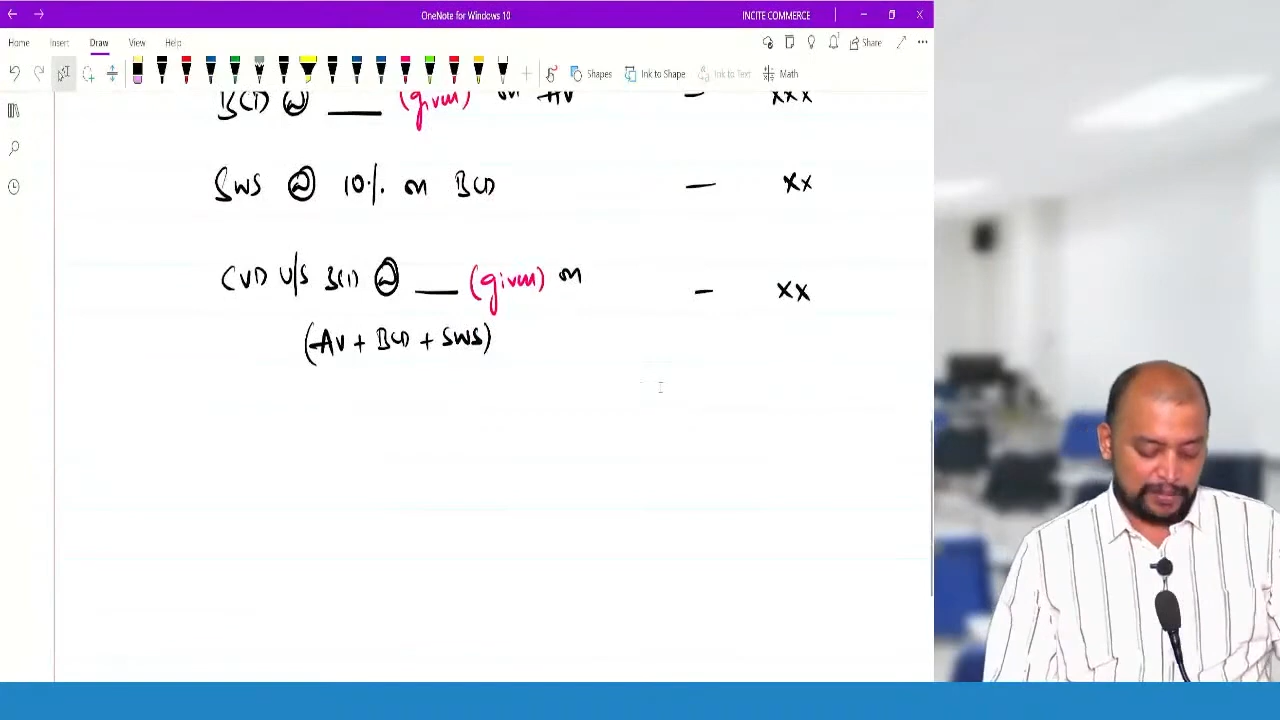 OneNote for Windows 10
INCITE COMMERCE
Home Insert Draw View Help
Share
Shapes Ink to Shape Ink to Text Math
BCD @ ___ (given) on AV — xxx
SWS @ 10% on BCD — xx
CVD u/s BCD @ ___ (given) on — xx
(AV + BCD + SWS)